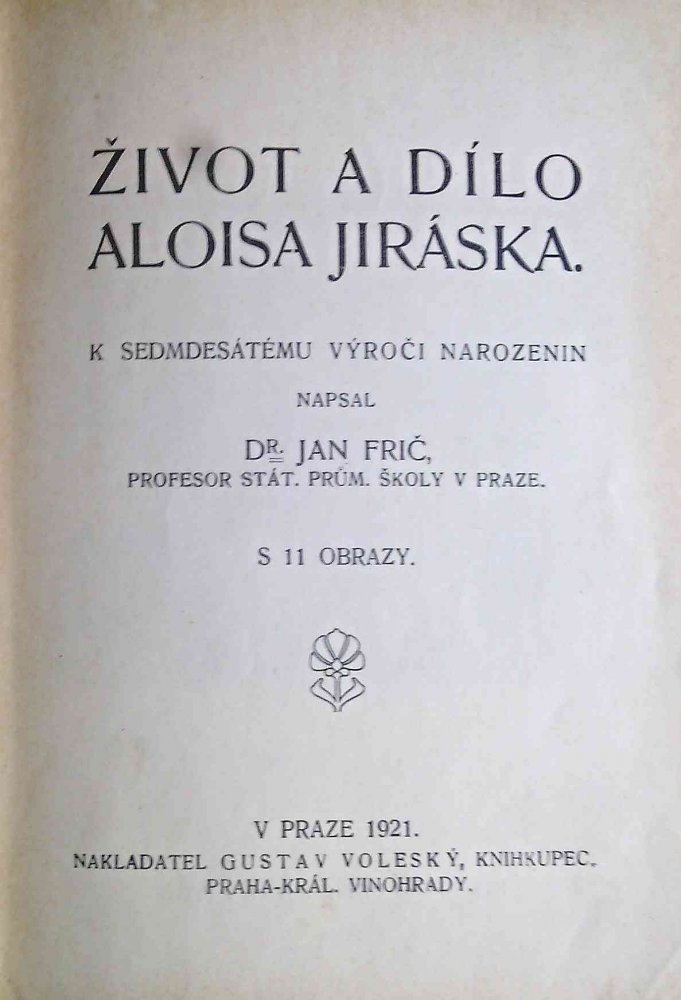 ŽIVOT A DÍLO
ALOISA JIRÁSKA.
K SEDMDESÁTÉMU VÝROČI NAROZENIN
NAPSAL
DR. JAN FRIČ,
PROFESOR STÁT. PRŮM. ŠKOLY V PRAZE.
S 11 OBRAZY.
V PRAZE 1921.
NAKLADATEL GUSTAV VOLESKÝ, KNIHKUPEC,
PRAHA-KRÁL. VINOHRADY.